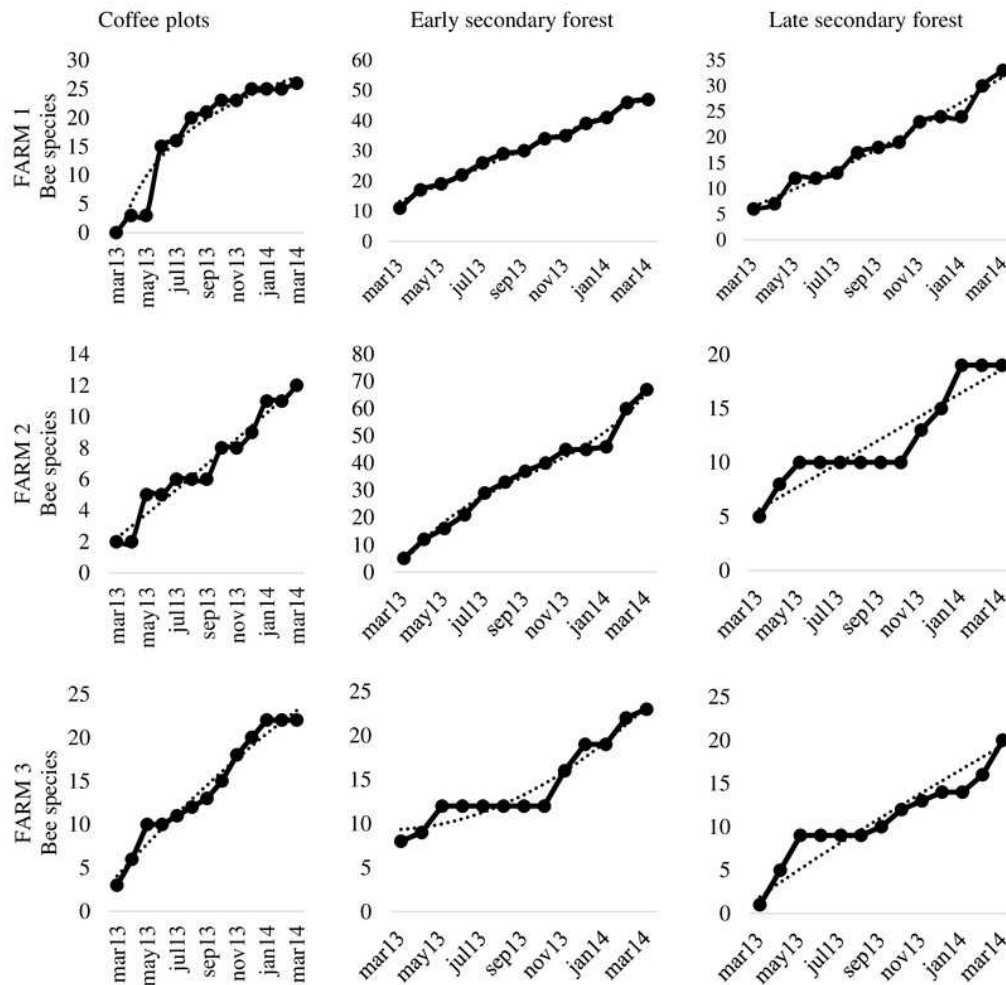 Coffee plots
Early secondary forest
Late secondary forest
FARM 1
Bee species
30
25
20
15
10
5
0
mar13
may13
jul13
sep13
nov13
jan14
mar14
60
50
40
30
20
10
0
mar13
may13
jul13
sep13
nov13
jan14
mar14
35
30
25
20
15
10
5
0
mar13
may13
jul13
sep13
nov13
jan14
mar14
FARM 2
Bee species
14
12
10
8
6
4
2
0
mar13
may13
jul13
sep13
nov13
jan14
mar14
80
70
60
50
40
30
20
10
0
mar13
may13
jul13
sep13
nov13
jan14
mar14
20
15
10
5
0
mar13
may13
jul13
sep13
nov13
jan14
mar14
FARM 3
Bee species
25
20
15
10
5
0
mar13
may13
jul13
sep13
nov13
jan14
mar14
25
20
15
10
5
0
mar13
may13
jul13
sep13
nov13
jan14
mar14
25
20
15
10
5
0
mar13
may13
jul13
sep13
nov13
jan14
mar14